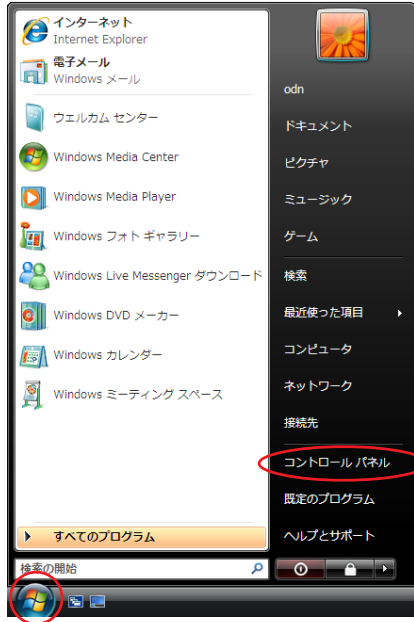 インターネット
Internet Explorer
電子メール
Windows メール
ウェルカム センター
Windows Media Center
Windows Media Player
Windows フォト ギャラリー
Windows Live Messenger ダウンロード
Windows DVD メーカー
Windows カレンダー
Windows ミーティング スペース
すべてのプログラム
検索の開始
odn
ドキュメント
ピクチャ
ミュージック
ゲーム
検索
最近使った項目
コンピュータ
ネットワーク
接続先
コントロール パネル
既定のプログラム
ヘルプとサポート